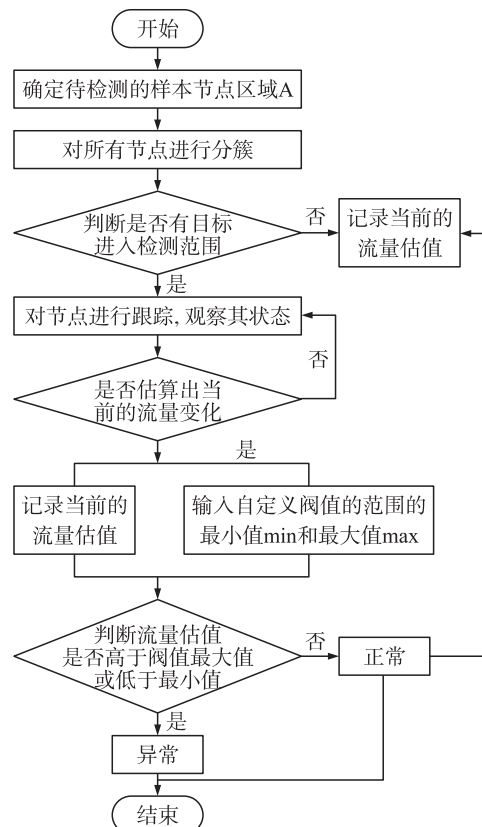 开始
确定待检测的样本节点区域A
对所有节点进行分簇
判断是否有目标
进入检测范围
否
记录当前的
流量估值
是
对节点进行跟踪, 观察其状态
否
是否估算出当
前的流量变化
是
记录当前的
流量估值
输入自定义阀值的范围的
最小值min和最大值max
判断流量估值
是否高于阀值最大值
或低于最小值
否
正常
是
异常
结束